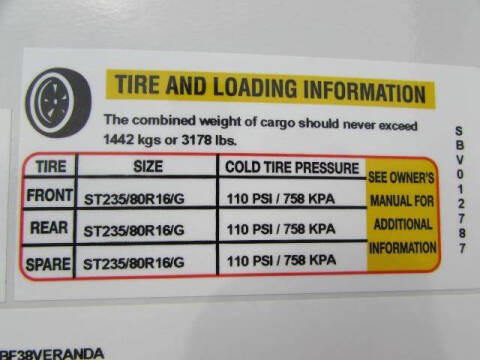 TIRE AND LOADING INFORMATION
The combined weight of cargo should never exceed
1442 kgs or 3178 lbs.
TIRE SIZE COLD TIRE PRESSURE
FRONT ST235/80R16/G 110 PSI / 758 KPA
REAR ST235/80R16/G 110 PSI / 758 KPA
SPARE ST235/80R16/G 110 PSI / 758 KPA
SEE OWNER'S
MANUAL FOR
ADDITIONAL
INFORMATION
SBV012787
BF38VERANDA